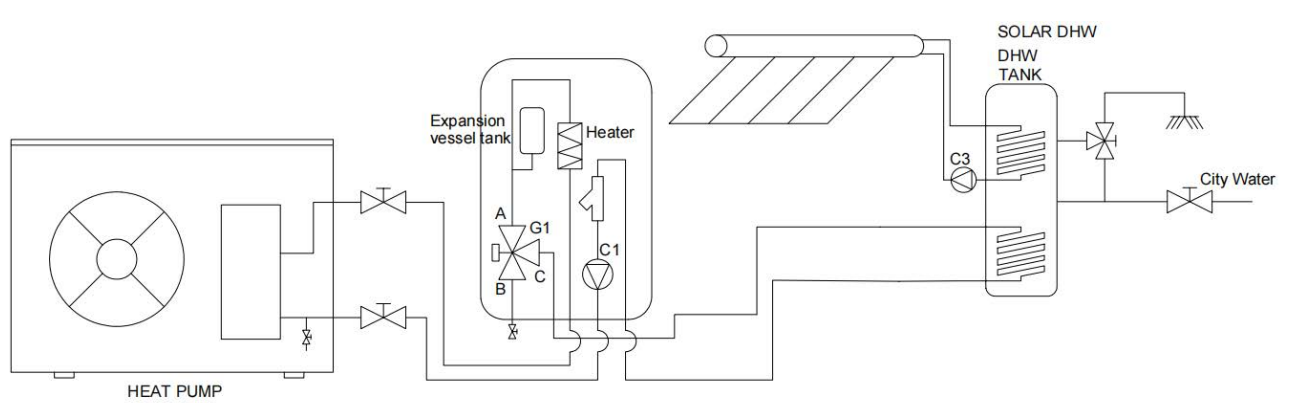 SOLAR DHW
DHW
TANK
Expansion
vessel tank
Heater
C3
City Water
A
G1
C1
C
B
HEAT PUMP